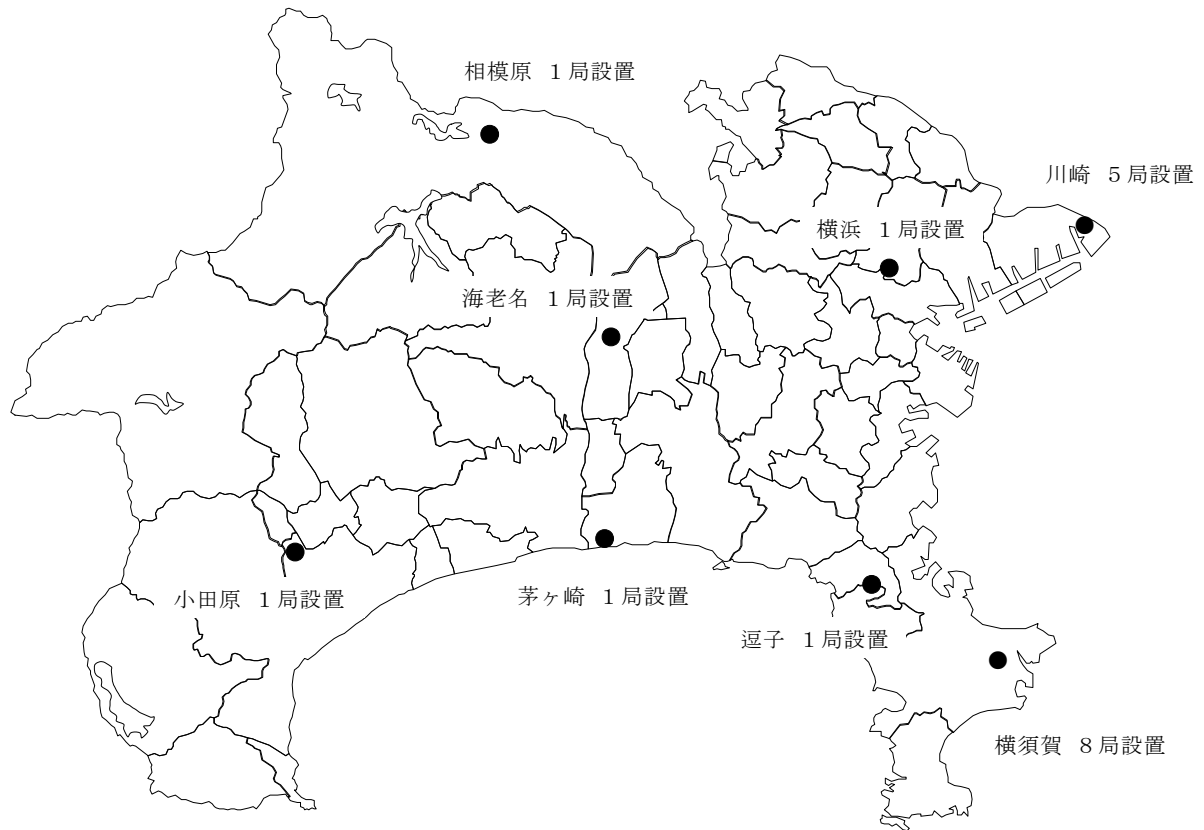 相模原 １局設置
川崎 ５局設置
横浜 １局設置
海老名 １局設置
小田原 １局設置
茅ヶ崎 １局設置
逗子 １局設置
横須賀 ８局設置